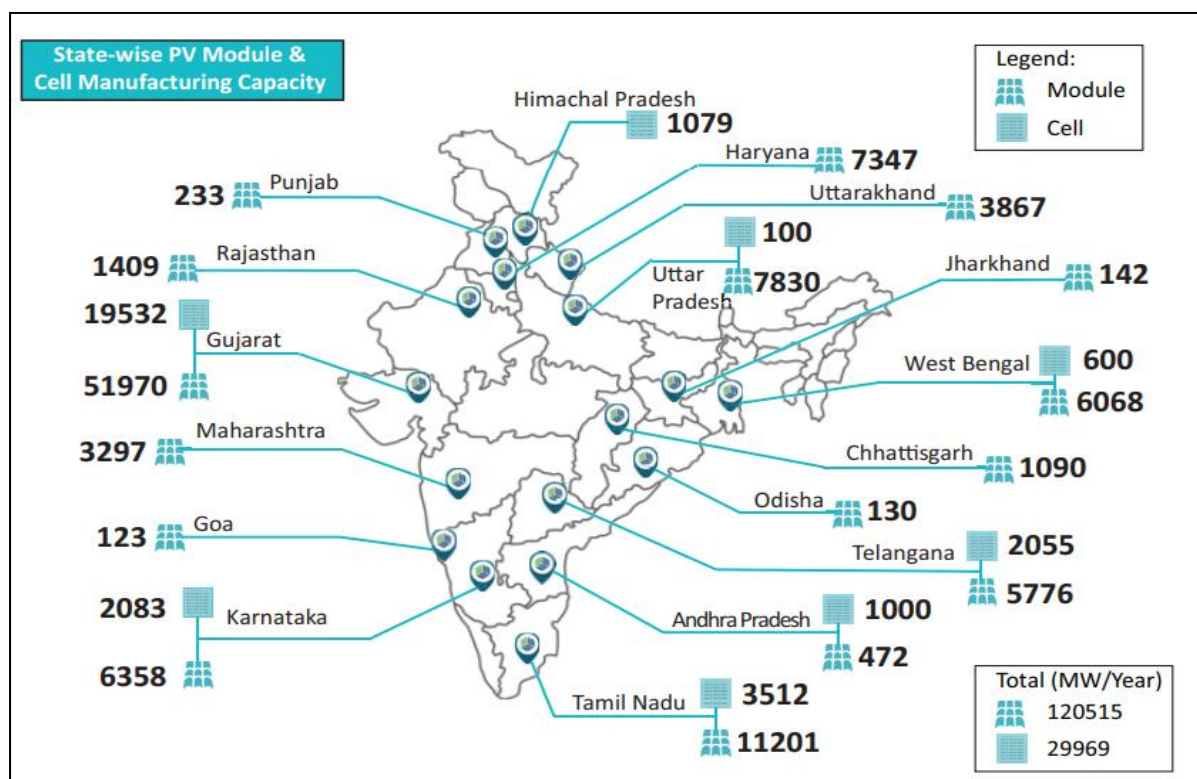 State-wise PV Module &
Cell Manufacturing Capacity
Legend:
Module
Cell
Himachal Pradesh
1079
Haryana
7347
Punjab
233
Uttarakhand
3867
Rajasthan
1409
100
Uttar
Pradesh
7830
Jharkhand
142
19532
Gujarat
51970
West Bengal
600
6068
Maharashtra
3297
Chhattisgarh
1090
Odisha
130
Goa
123
Telangana
2055
5776
2083
Karnataka
6358
Andhra Pradesh
1000
472
Tamil Nadu
3512
11201
Total (MW/Year)
120515
29969